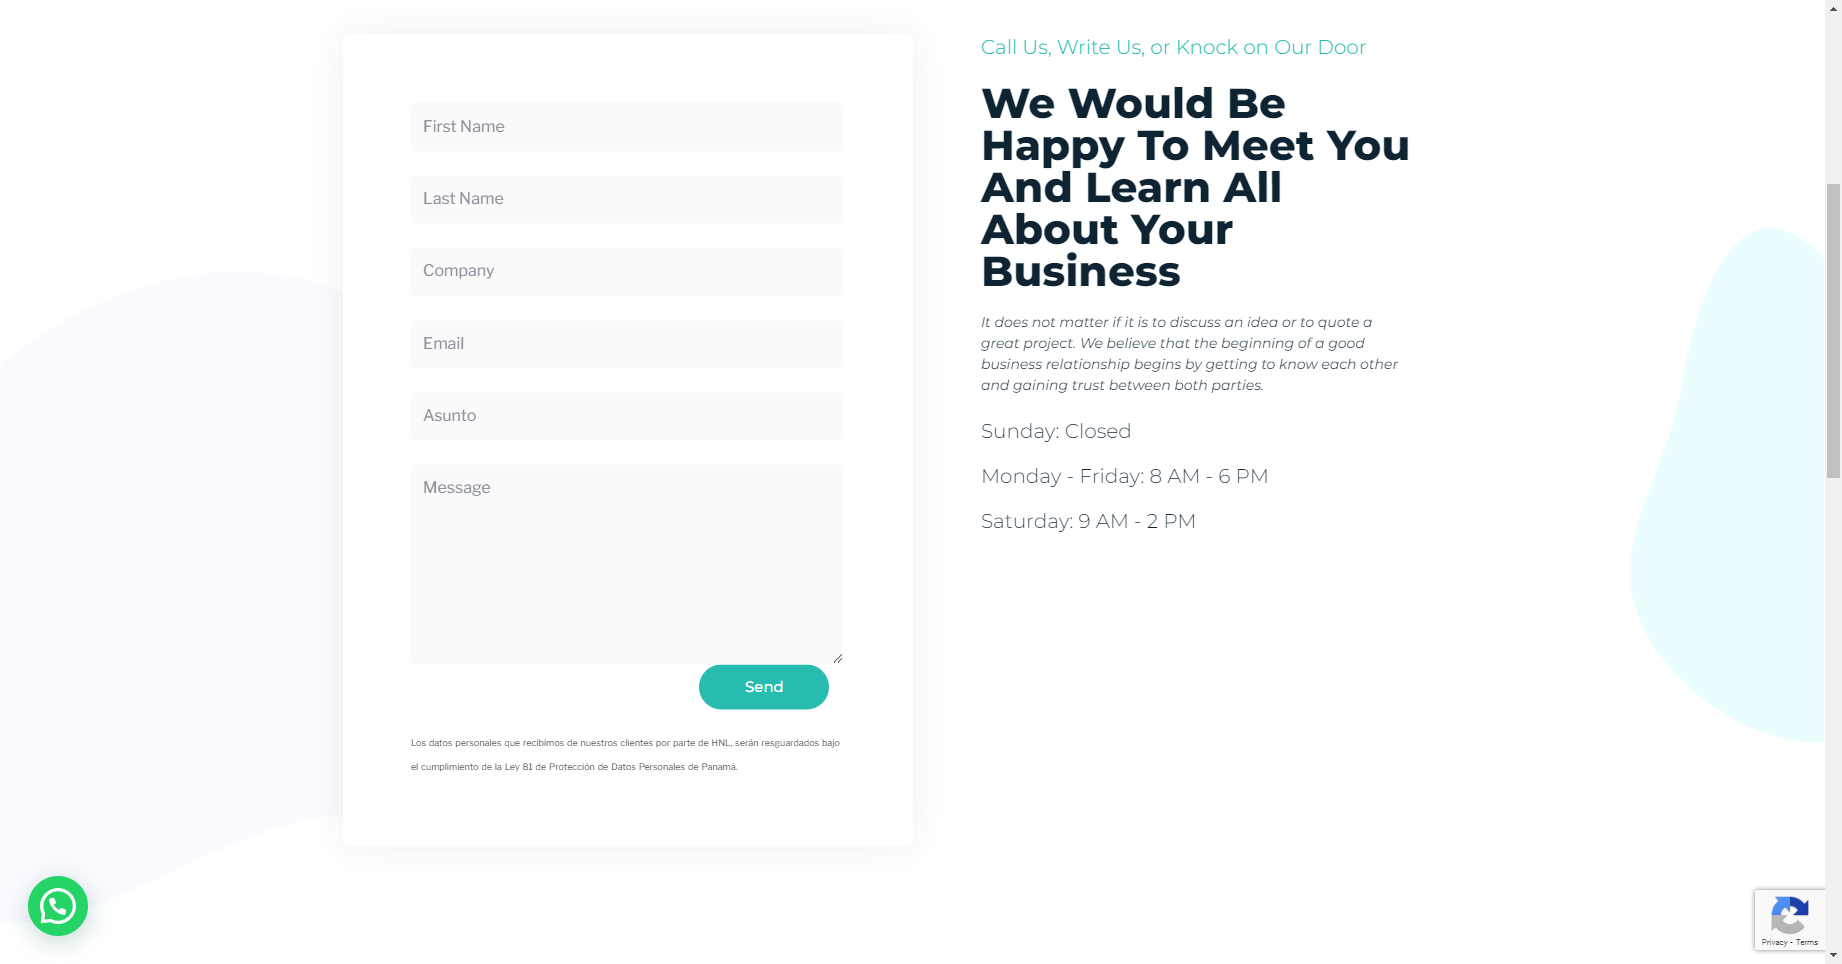 First Name
Last Name
Company
Email
Asunto
Message
Send
Los datos personales que recibimos de nuestros clientes por parte de HNL, serán resguardados bajo
el cumplimiento de la Ley 81 de Protección de Datos Personales de Panamá.
Call Us, Write Us, or Knock on Our Door
We Would Be
Happy To Meet You
And Learn All
About Your
Business
It does not matter if it is to discuss an idea or to quote a
great project. We believe that the beginning of a good
business relationship begins by getting to know each other
and gaining trust between both parties.
Sunday: Closed
Monday - Friday: 8 AM - 6 PM
Saturday: 9 AM - 2 PM
Privacy - Terms